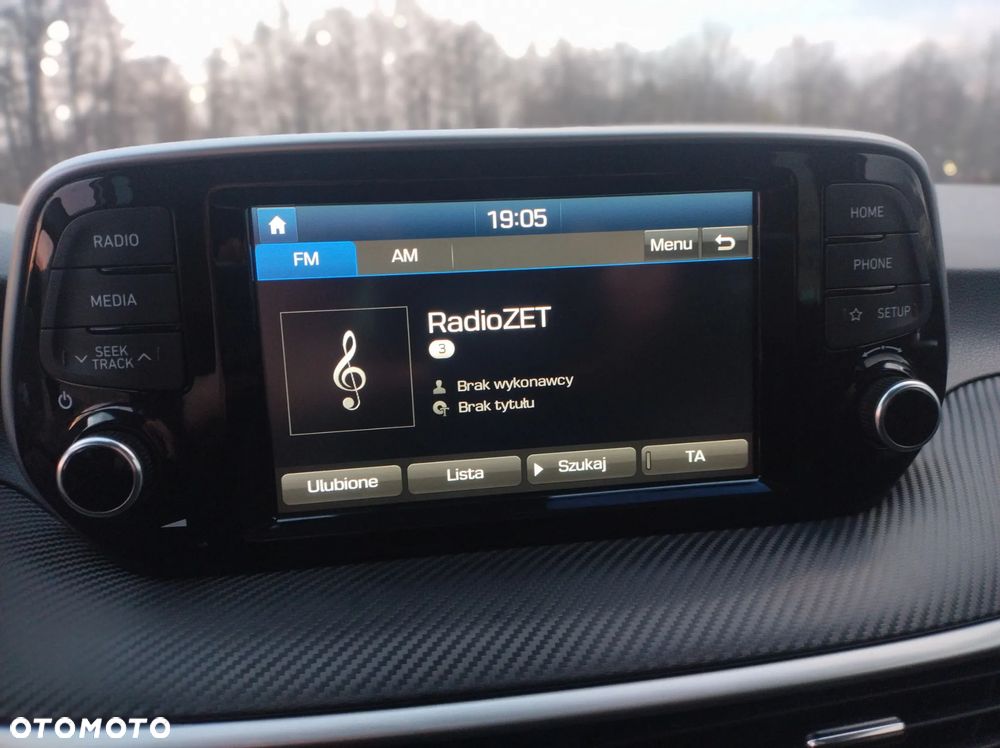 19:05
FM AM Menu
RADIO
MEDIA
SEEK
TRACK
RadioZET
3
Brak wykonawcy
Brak tytułu
Ulubione Lista Szukaj TA
HOME
PHONE
SETUP
OTOMOTO